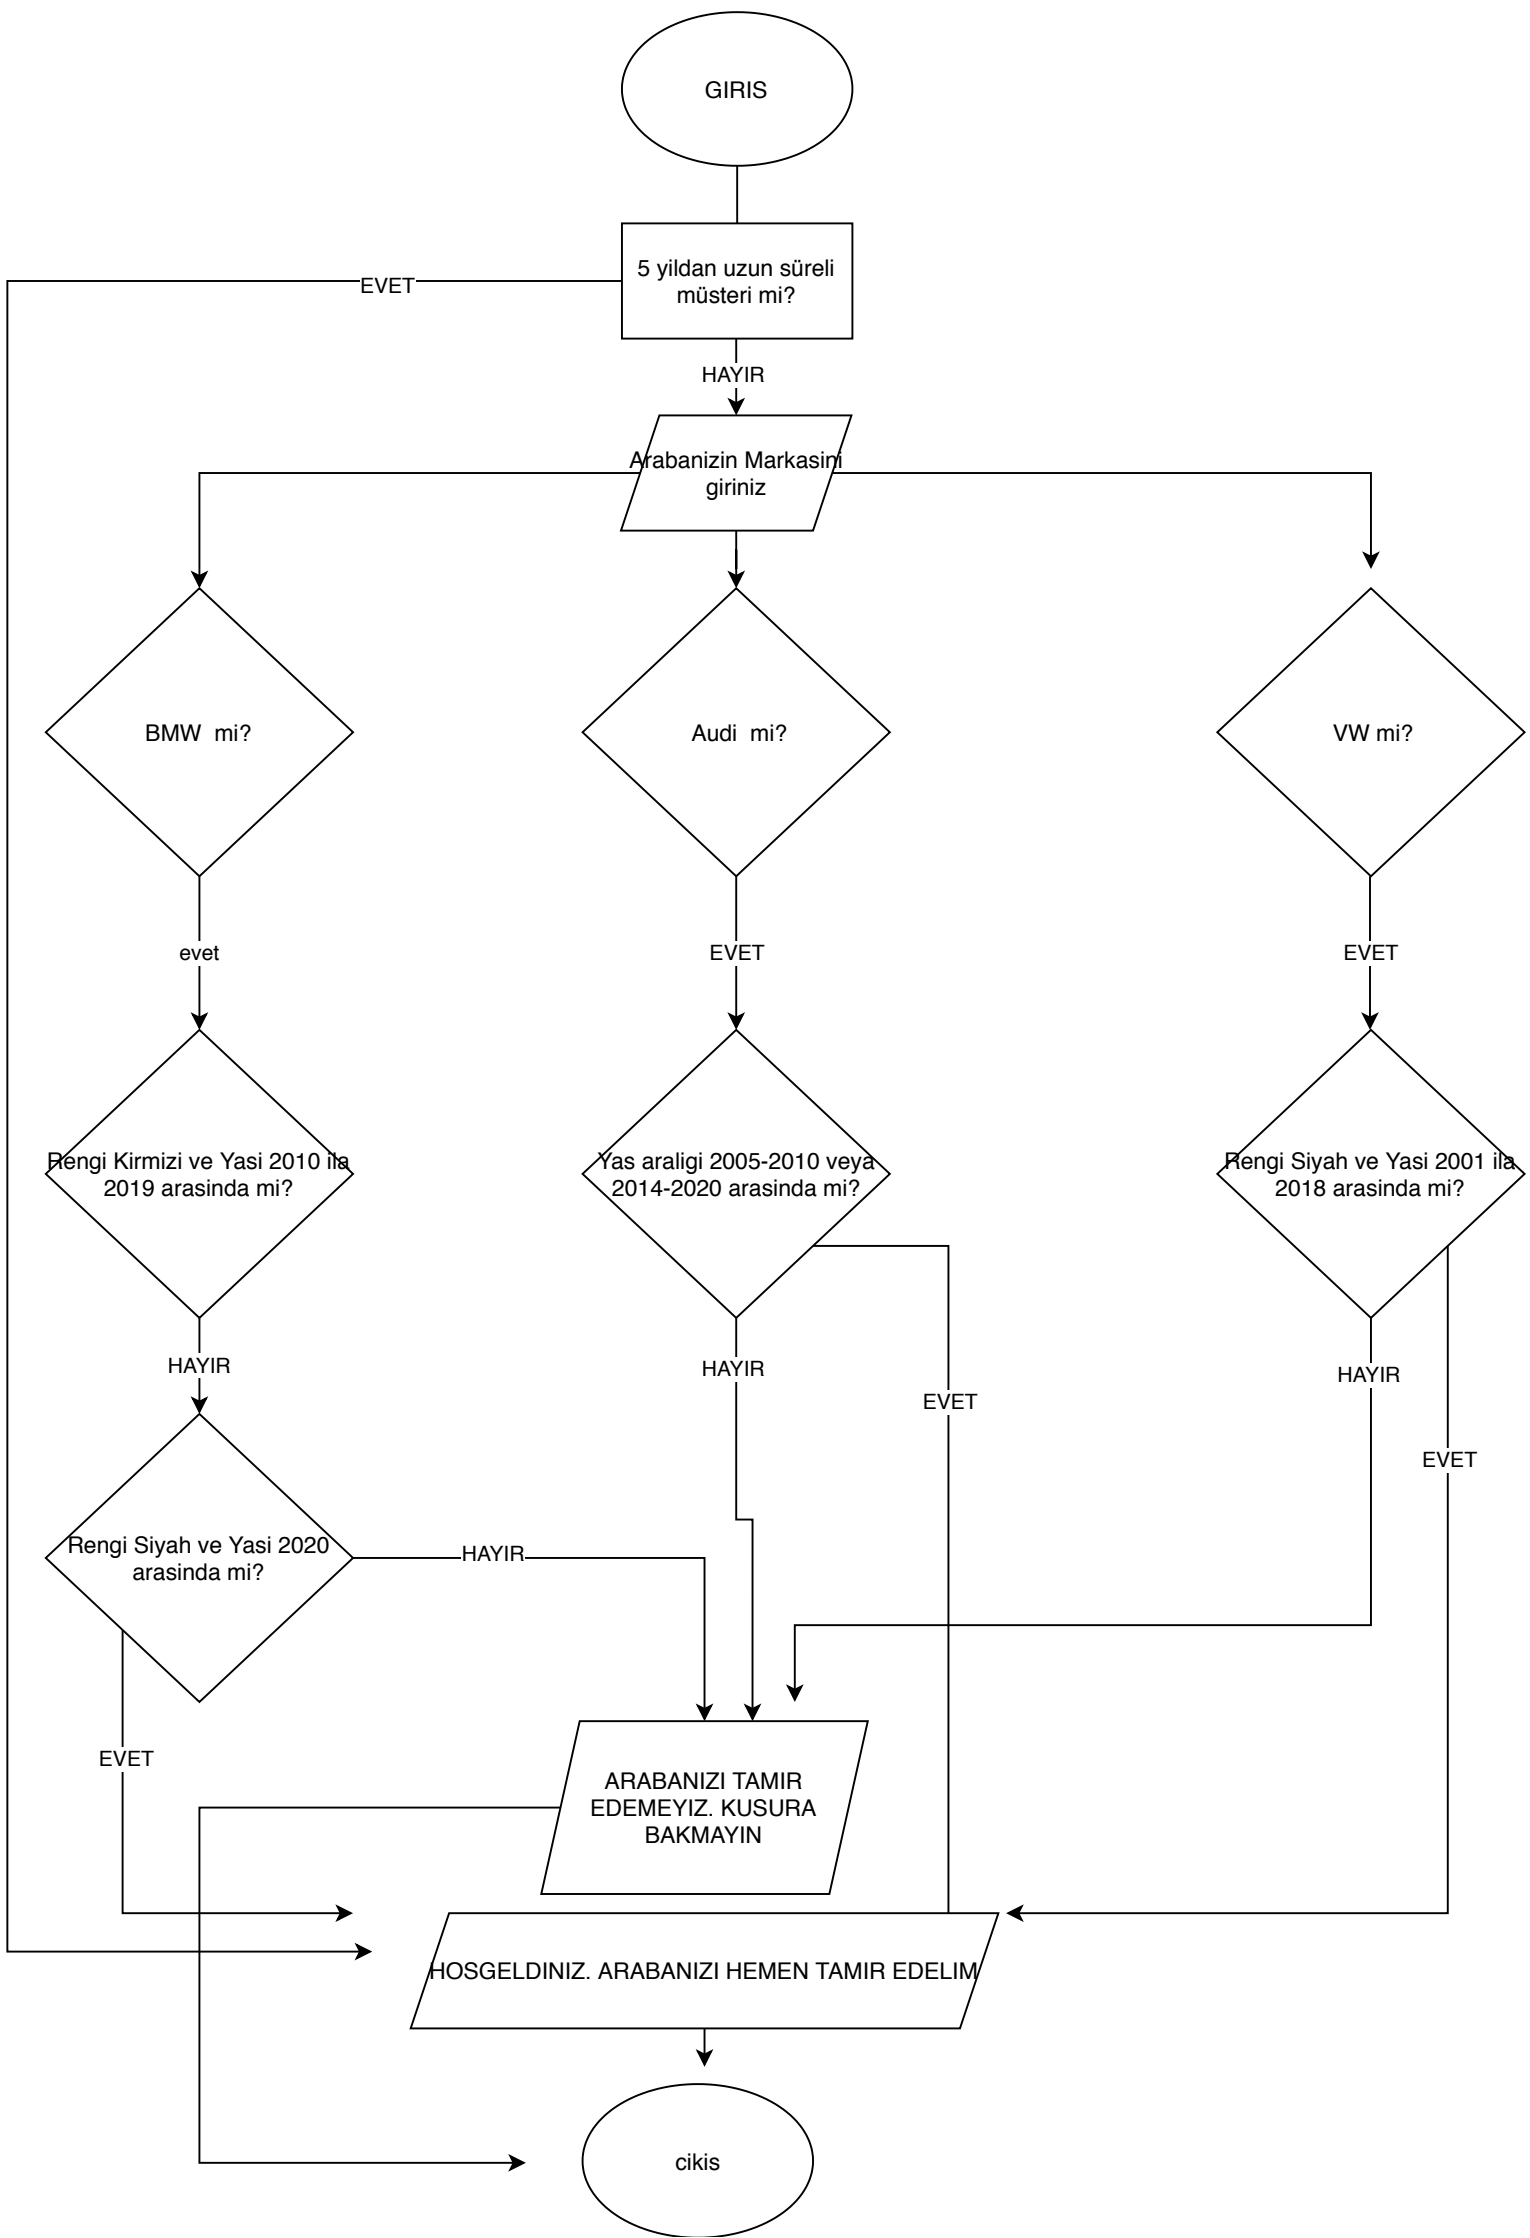 GIRIS
5 yildan uzun süreli
müsteri mi?
EVET
HAYIR
Arabanizin Markasini
giriniz
BMW  mi?
Audi  mi?
VW mi?
evet
EVET
EVET
Rengi Kirmizi ve Yasi 2010 ila
2019 arasinda mi?
Yas araligi 2005-2010 veya
2014-2020 arasinda mi?
Rengi Siyah ve Yasi 2001 ila
2018 arasinda mi?
HAYIR
HAYIR
HAYIR
EVET
EVET
Rengi Siyah ve Yasi 2020
arasinda mi?
HAYIR
EVET
ARABANIZI TAMIR
EDEMEYIZ. KUSURA
BAKMAYIN
HOSGELDINIZ. ARABANIZI HEMEN TAMIR EDELIM
cikis